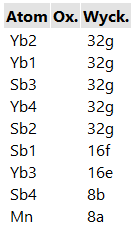 Atom Ox. Wyck.
Yb2 32g
Yb1 32g
Sb3 32g
Yb4 32g
Sb2 32g
Sb1 16f
Yb3 16e
Sb4 8b
Mn 8a